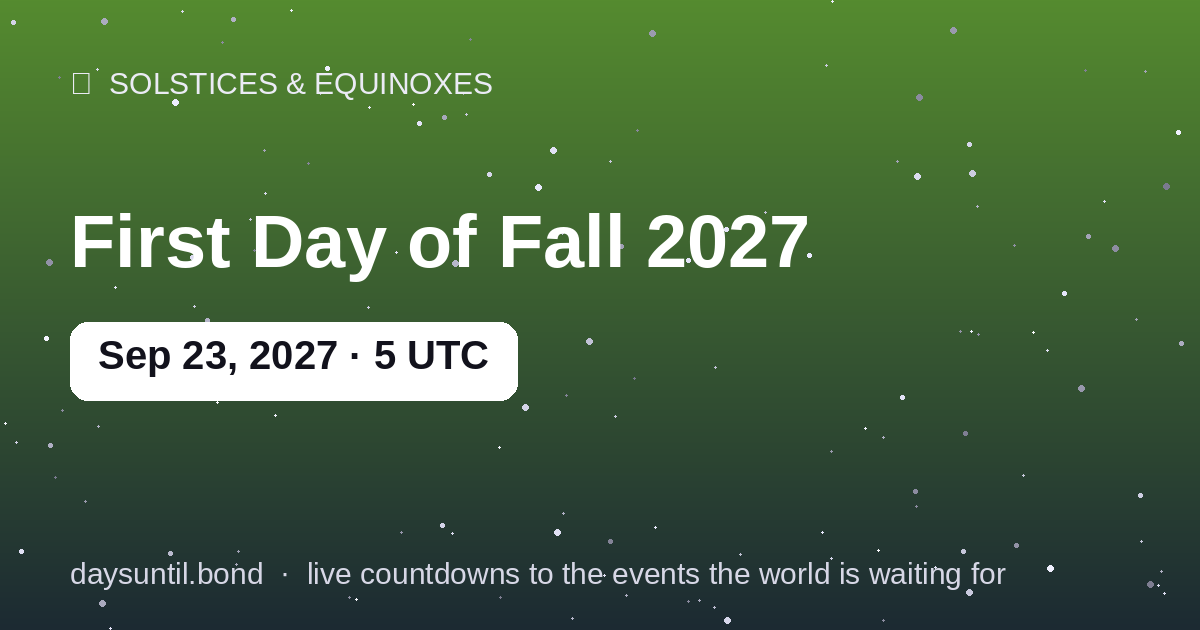 SOLSTICES & EQUINOXES
First Day of Fall 2027
Sep 23, 2027 · 5 UTC
daysuntil.bond · live countdowns to the events the world is waiting for